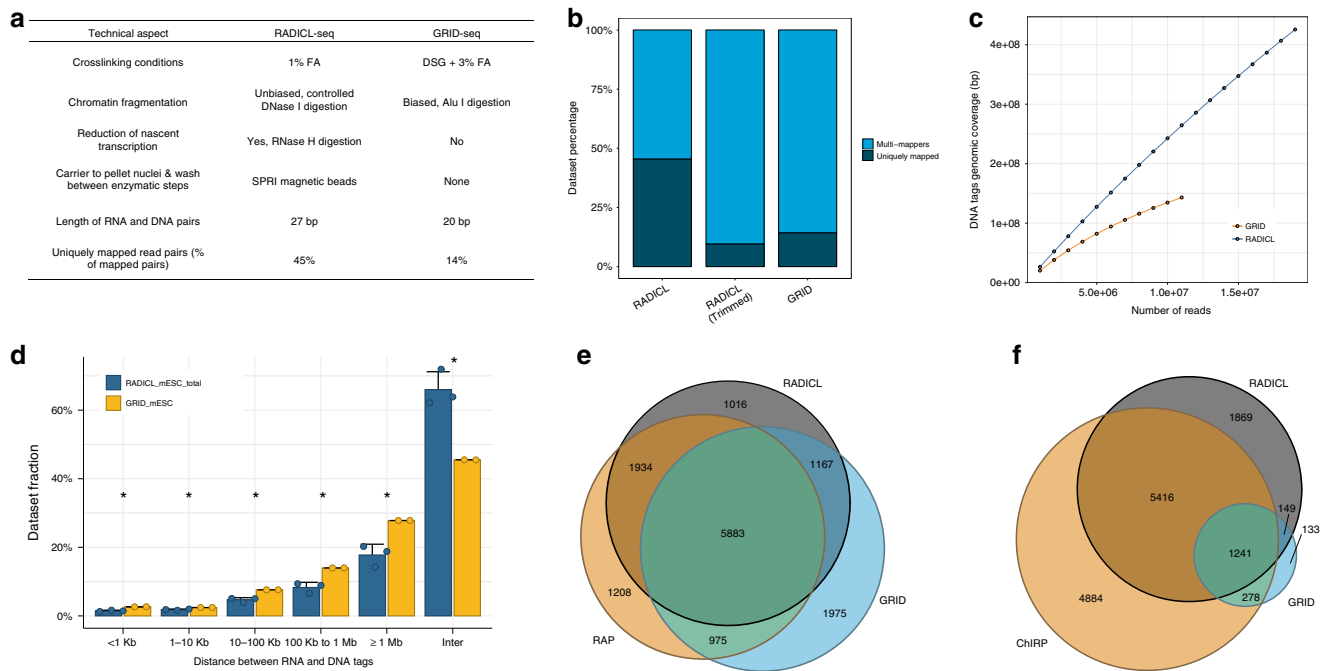 a
Technical aspect RADICL-seq GRID-seq
Crosslinking conditions 1% FA DSG + 3% FA
Chromatin fragmentation Unbiased, controlled DNase I digestion Biased, Alu I digestion
Reduction of nascent transcription Yes, RNase H digestion No
Carrier to pellet nuclei & wash between enzymatic steps SPRI magnetic beads None
Length of RNA and DNA pairs 27 bp 20 bp
Uniquely mapped read pairs (% of mapped pairs) 45% 14%
b
Dataset percentage
100%
75%
50%
25%
0%
RADICL
RADICL (Trimmed)
GRID
Multi−mappers
Uniquely mapped
c
DNA tags genomic coverage (bp)
4e+08
3e+08
2e+08
1e+08
0e+00
5.0e+06 1.0e+07 1.5e+07
Number of reads
GRID
RADICL
d
Dataset fraction
60%
40%
20%
0%
RADICL_mESC_total
GRID_mESC
* * * * * *
<1 Kb 1−10 Kb 10−100 Kb 100 Kb to 1 Mb ≥ 1 Mb Inter
Distance between RNA and DNA tags
e
RADICL
1016
1934
1167
5883
1208
1975
975
GRID
RAP
f
RADICL
1869
5416
149
133
1241
4884
278
GRID
ChIRP